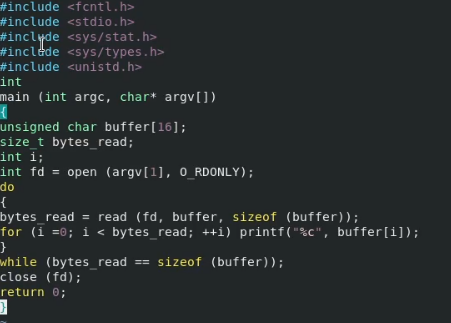 #include <fcntl.h>
#include <stdio.h>
#include <sys/stat.h>
#include <sys/types.h>
#include <unistd.h>
int
main (int argc, char* argv[])
{
unsigned char buffer[16];
size_t bytes_read;
int i;
int fd = open (argv[1], O_RDONLY);
do
{
bytes_read = read (fd, buffer, sizeof (buffer));
for (i =0; i < bytes_read; ++i) printf("%c", buffer[i]);
}
while (bytes_read == sizeof (buffer));
close (fd);
return 0;
}
~